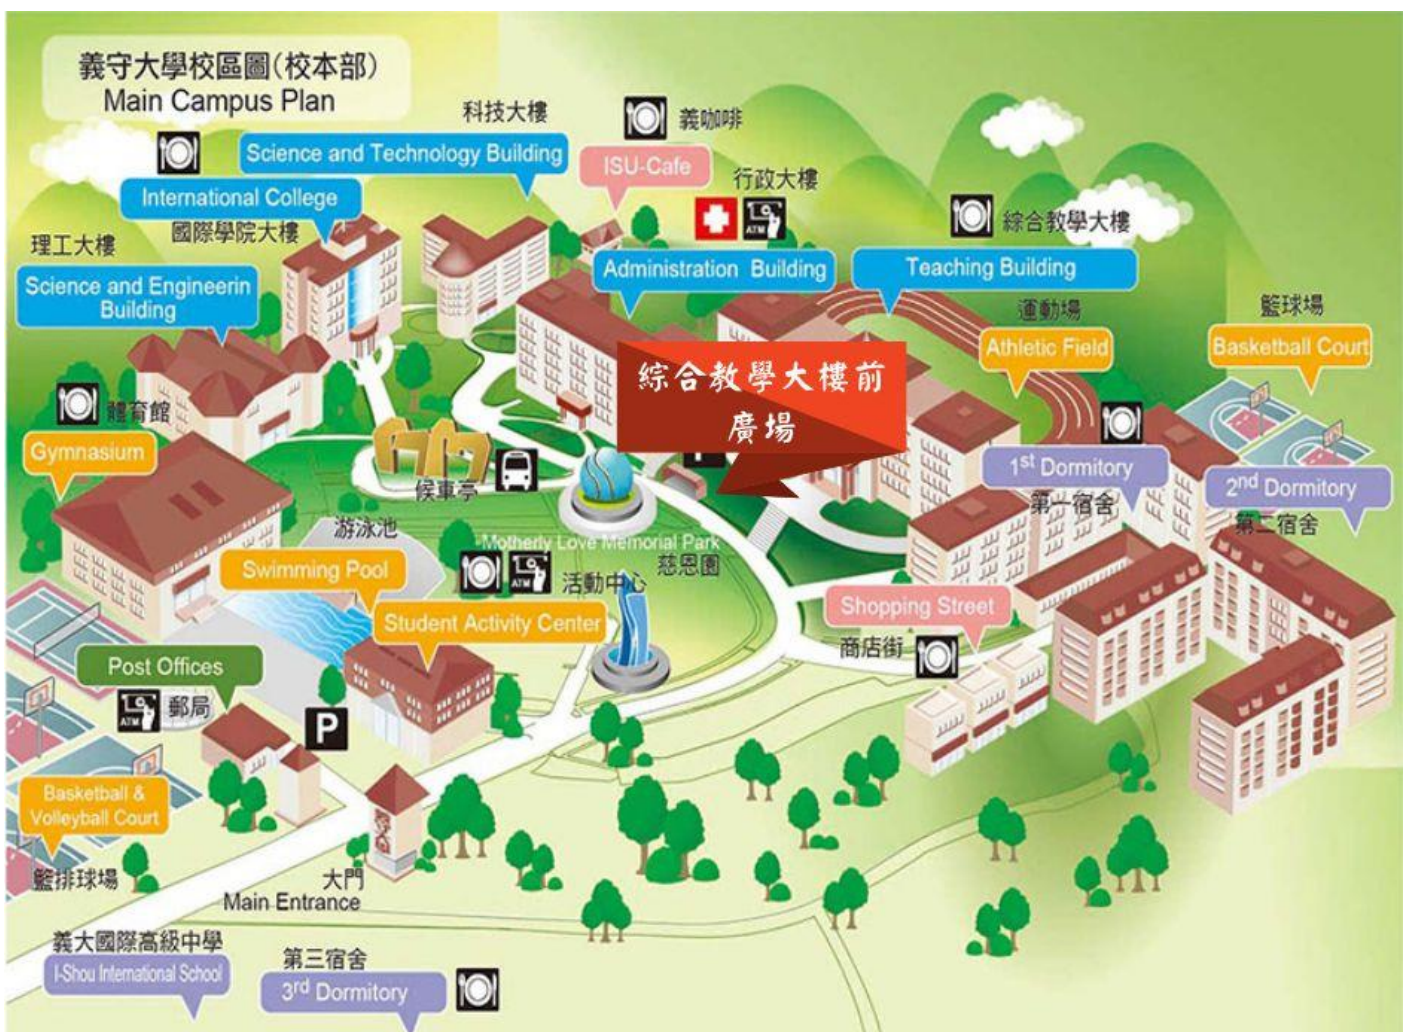 義守大學校區圖(校本部)
Main Campus Plan
科技大樓
Science and Technology Building
義咖啡
ISU-Cafe
International College
國際學院大樓
行政大樓
ATM
Administration Building
綜合教學大樓
Teaching Building
理工大樓
Science and Engineerin
Building
運動場
Athletic Field
籃球場
Basketball Court
綜合教學大樓前
廣場
體育館
Gymnasium
候車亭
1st Dormitory
第一宿舍
2nd Dormitory
第二宿舍
游泳池
Swimming Pool
Motherly Love Memorial Park
慈恩園
ATM
活動中心
Student Activity Center
Shopping Street
商店街
Post Offices
ATM
郵局
P
Basketball &
Volleyball Court
籃排球場
大門
Main Entrance
義大國際高級中學
I-Shou International School
第三宿舍
3rd Dormitory